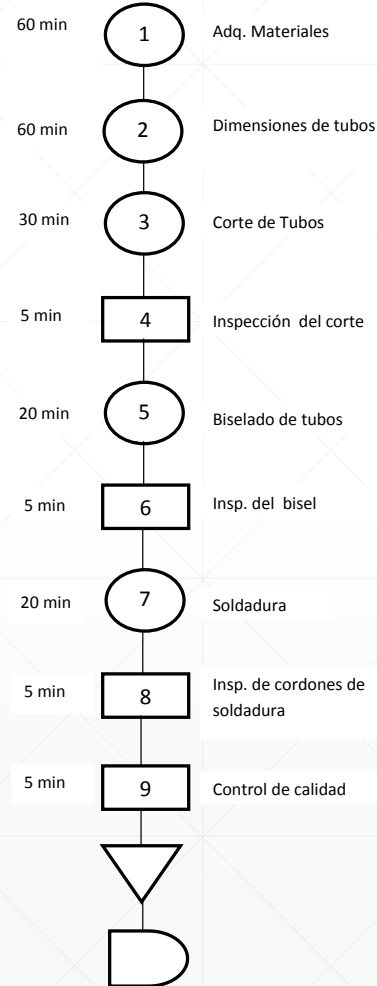 60 min 1 Adq. Materiales
60 min 2 Dimensiones de tubos
30 min 3 Corte de Tubos
5 min 4 Inspección del corte
20 min 5 Biselado de tubos
5 min 6 Insp. del bisel
20 min 7 Soldadura
5 min 8 Insp. de cordones de
soldadura
5 min 9 Control de calidad